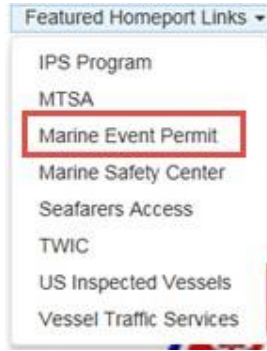 Featured Homeport Links
IPS Program
MTSA
Marine Event Permit
Marine Safety Center
Seafarers Access
TWIC
US Inspected Vessels
Vessel Traffic Services